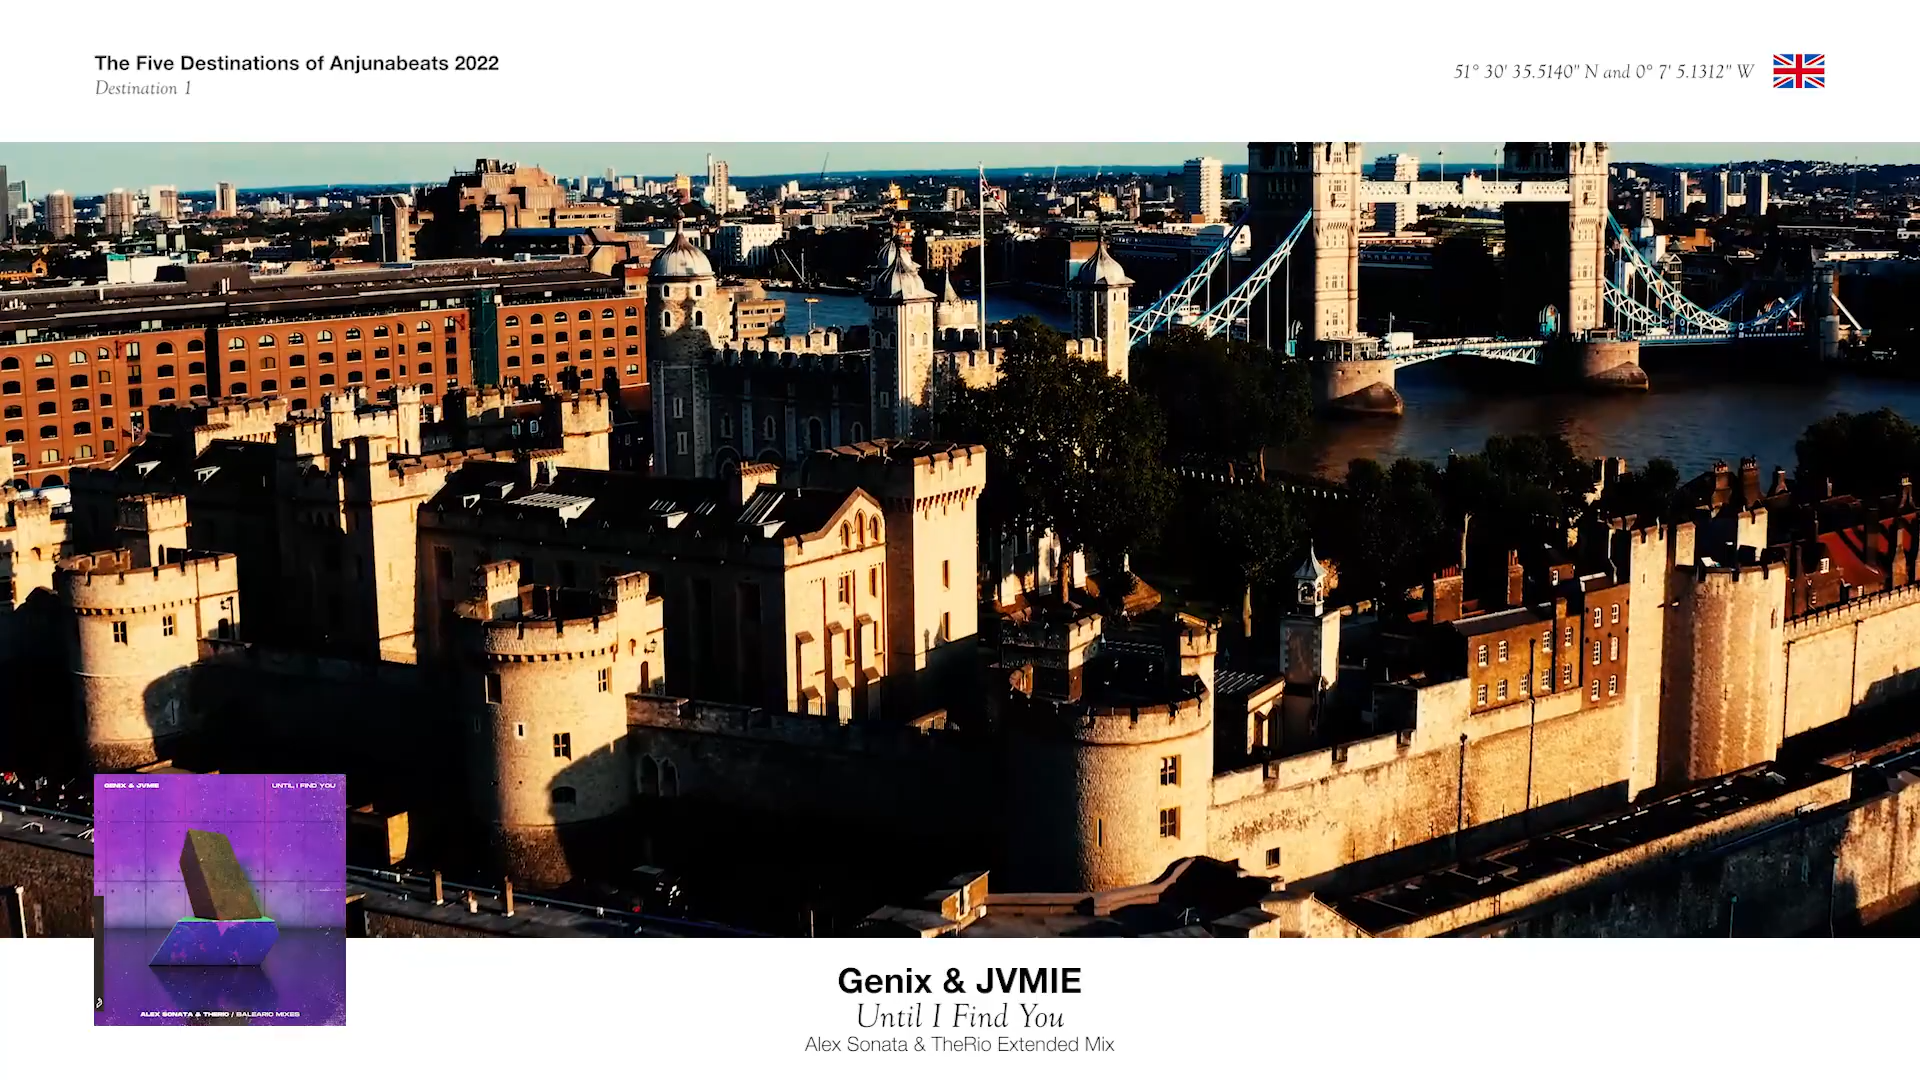 The Five Destinations of Anjunabeats 2022
Destination 1
51° 30' 35.5140" N and 0° 7' 5.1312" W
GENIX & JVMIE
UNTIL I FIND YOU
ALEX SONATA & THERIO / BALEARIC MIXES
Genix & JVMIE
Until I Find You
Alex Sonata & TheRio Extended Mix